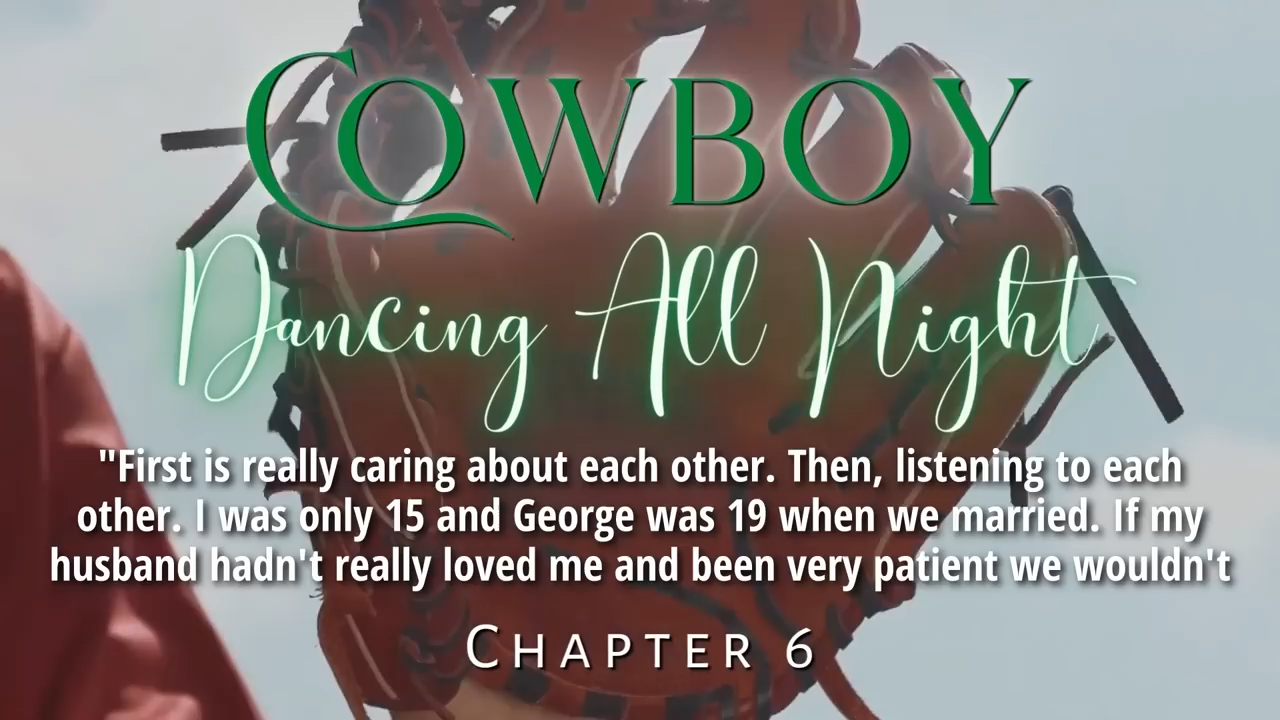 COWBOY
Dancing All Night
"First is really caring about each other. Then, listening to each
other. I was only 15 and George was 19 when we married. If my
husband hadn't really loved me and been very patient we wouldn't
CHAPTER 6